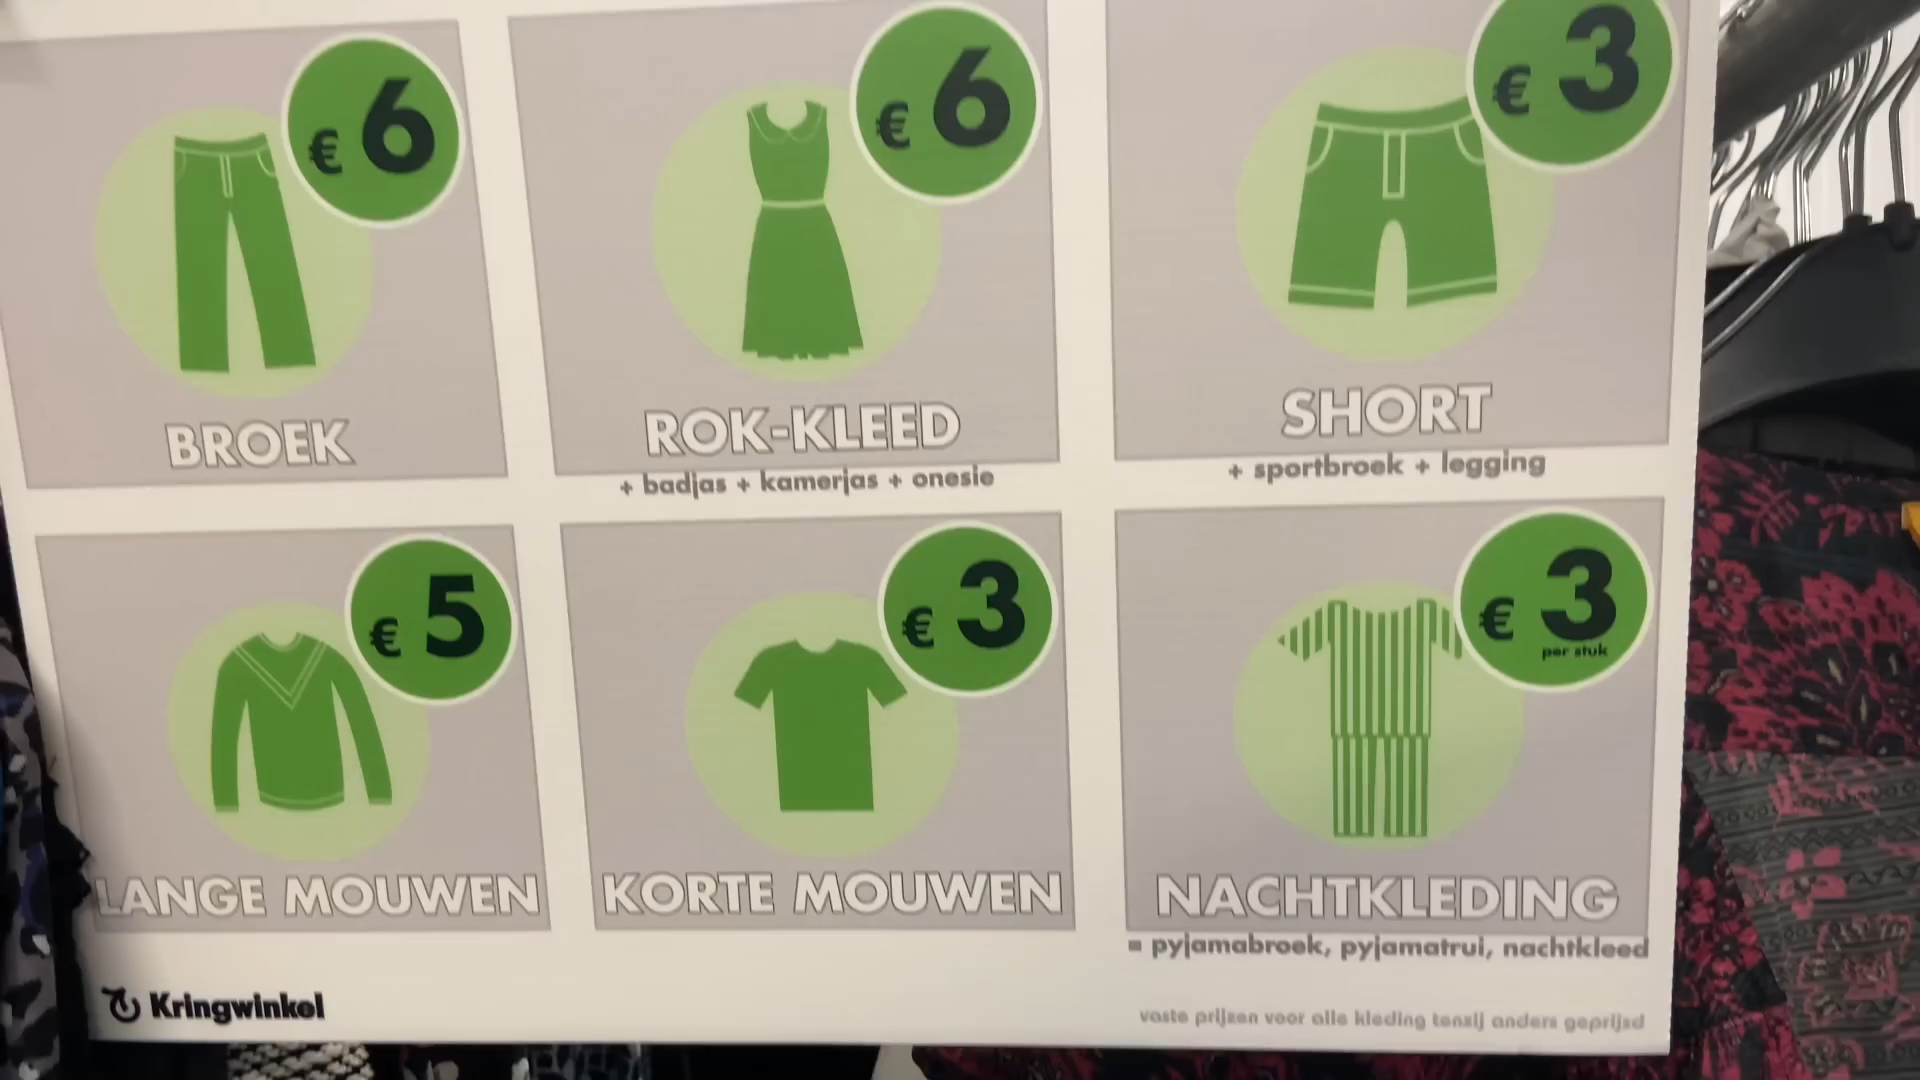 € 6
BROEK
€ 6
ROK-KLEED
+ badjas + kamerjas + onesie
€ 3
SHORT
+ sportbroek + legging
€ 5
LANGE MOUWEN
€ 3
KORTE MOUWEN
€ 3
per stuk
NACHTKLEDING
= pyjamabroek, pyjamatrui, nachtkleed
Kringwinkel
vaste prijzen voor alle kleding tenzij anders geprijsd